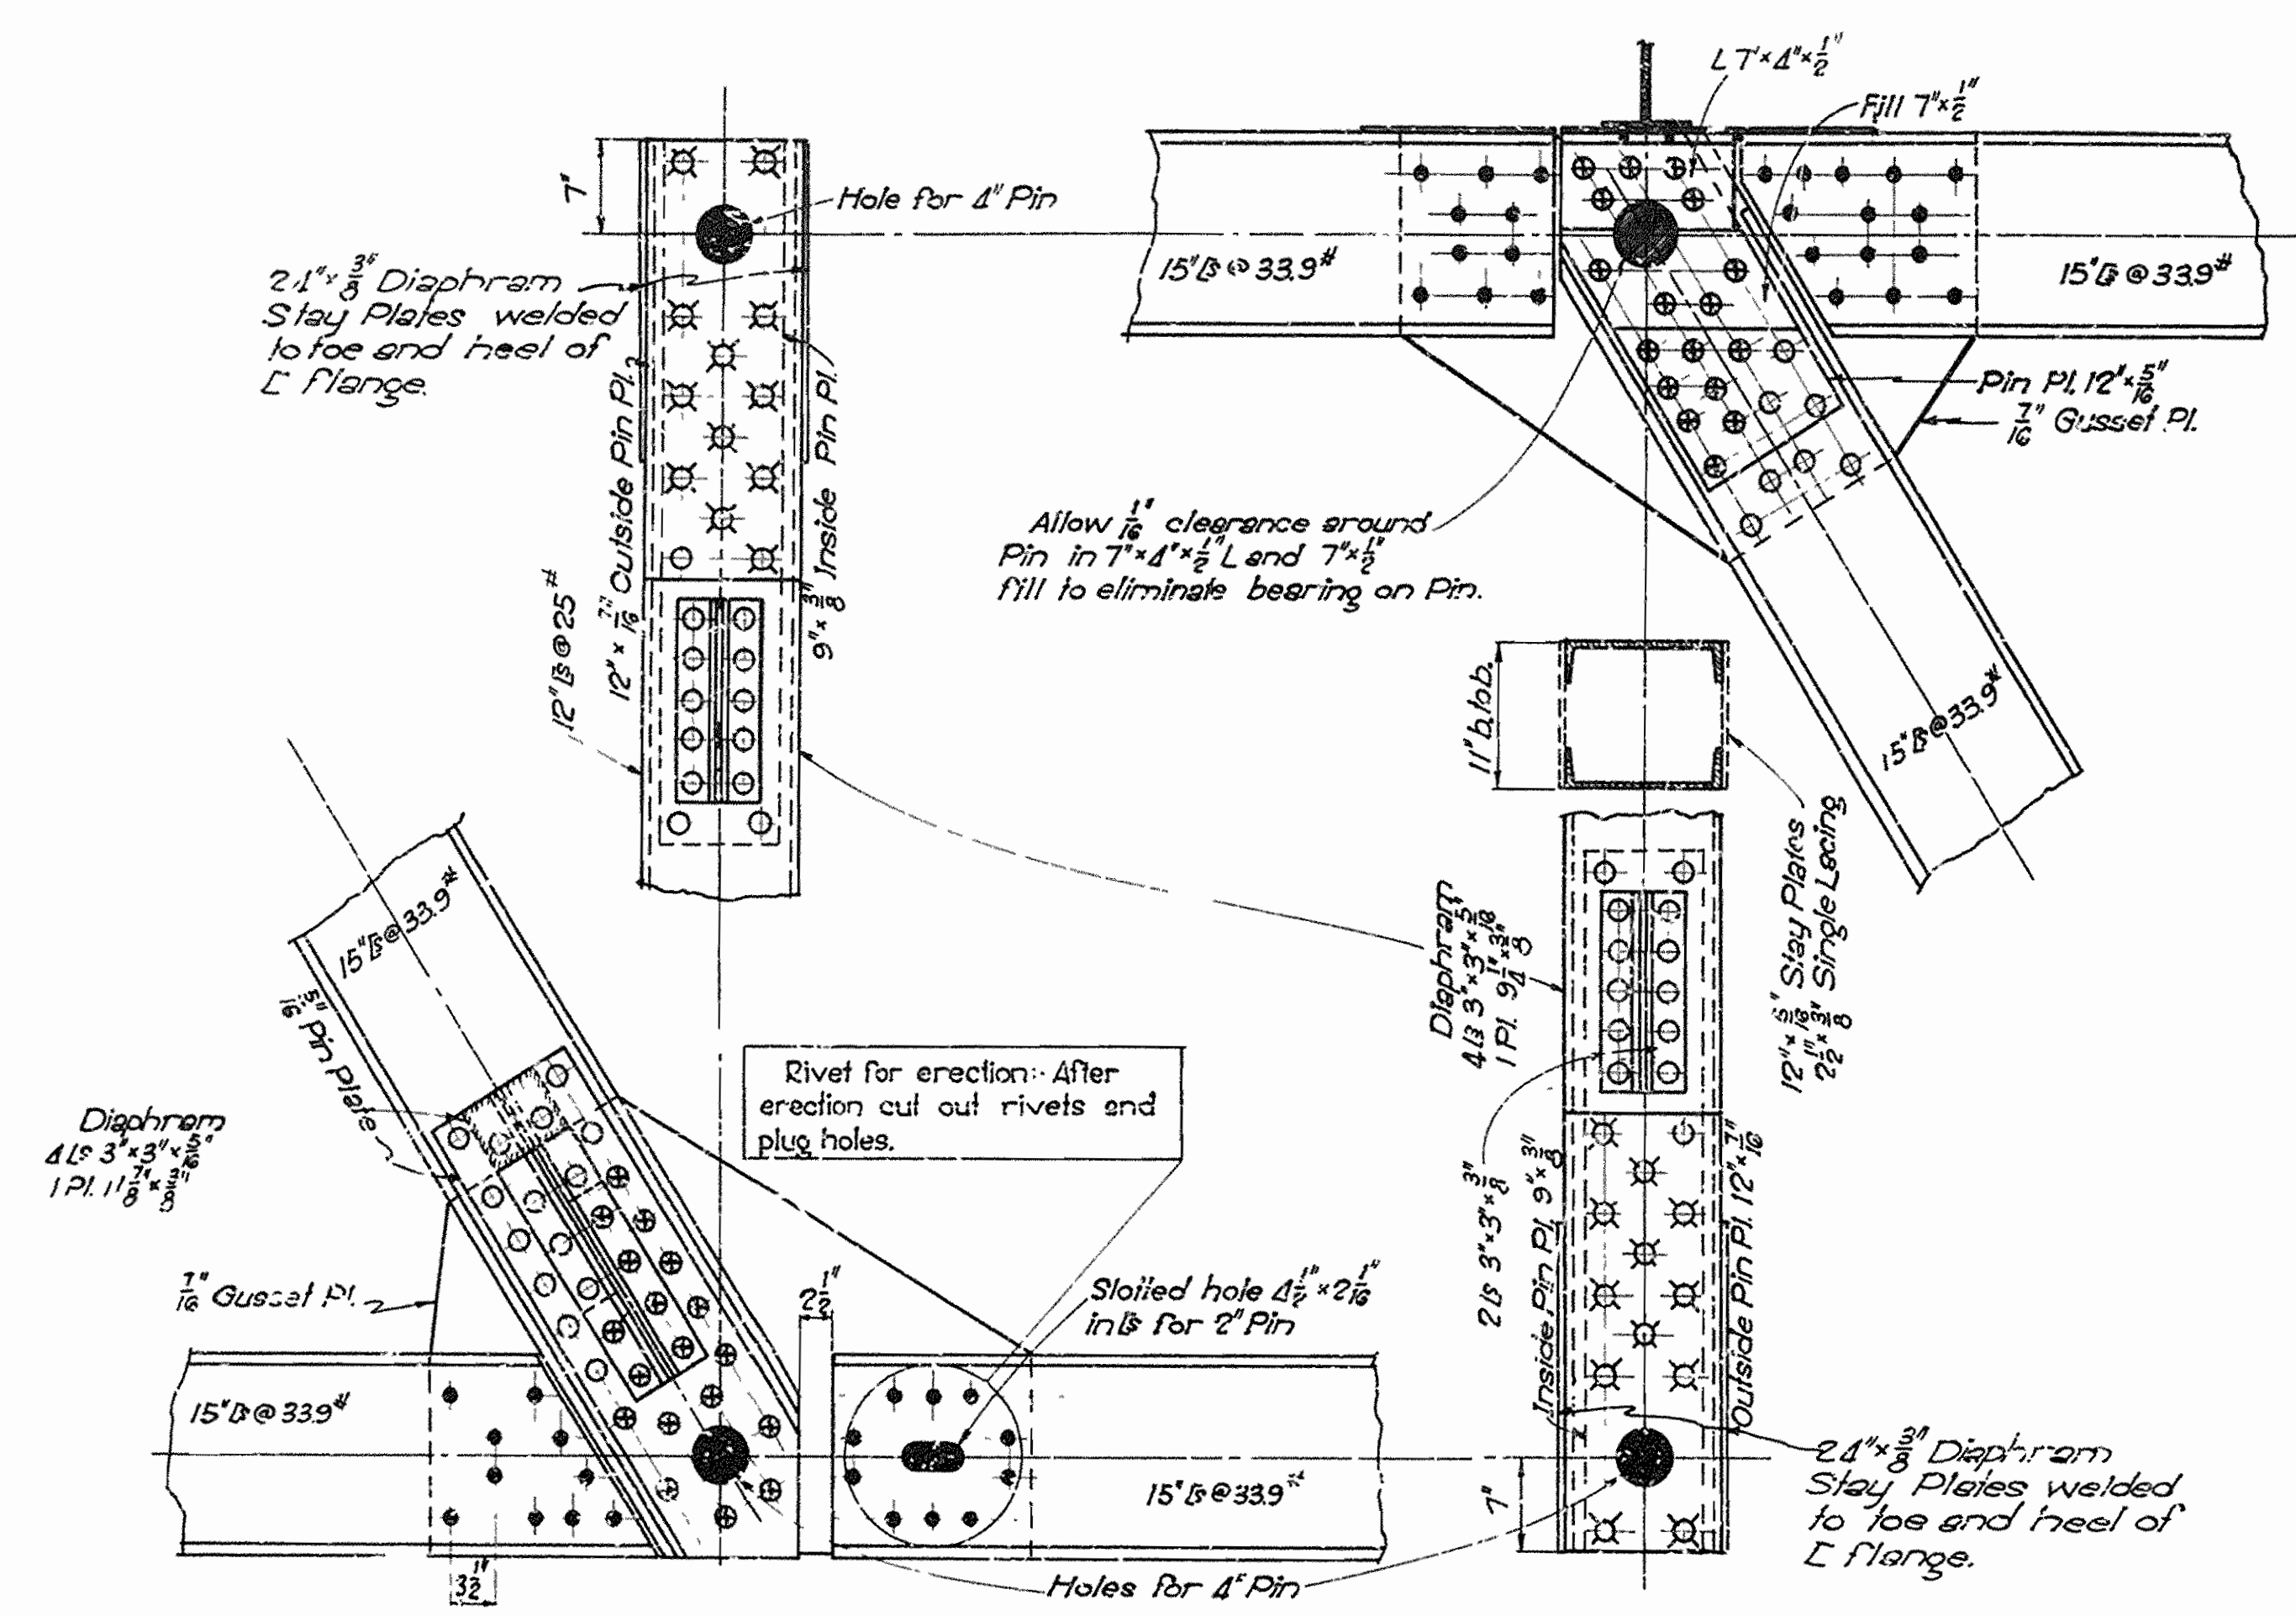 L 7"×4"×1/2"
Fill 7"×1/2"
7"
Hole for 4" Pin
15"[s @ 33.9#
15"[s @ 33.9#
Diaphram
Stay Plates welded
to toe and heel of
[ flange.
12"[s @ 25#
12" × 7/16" Outside Pin Pl.
9" × 3/8" Inside Pin Pl.
Pin Pl. 12"×5/16"
7/16" Gusset Pl.
Allow 1/16" clearance around
Pin in 7"×4"×1/2" L and 7"×1/2"
fill to eliminate bearing on Pin.
11" b.to b.
15"[s @ 33.9#
12"× 5/16" Stay Plates
2 1/2"× 3/8" Single Lacing
Diaphram
4 Ls 3"×3"×5/16"
1 Pl. 9 1/4"×3/8"
15"[s @ 33.9#
5/16" Pin Plate
Diaphram
4 Ls 3"×3"×5/16"
1 Pl. 11 7/8"×3/8"
Rivet for erection:- After
erection cut out rivets and
plug holes.
7/16" Gusset Pl.
2 1/2"
Slotted hole 4 1/2"×2 1/16"
in [s for 2" Pin
2 Ls 3"×3"×3/8"
Inside Pin Pl. 9"×3/8"
Outside Pin Pl. 12"×7/16"
15"[s @ 33.9#
15"[s @ 33.9#
7"
24"×3/8" Diaphram
Stay Plates welded
to toe and heel of
[ flange.
3 1/2"
Holes for 4" Pin